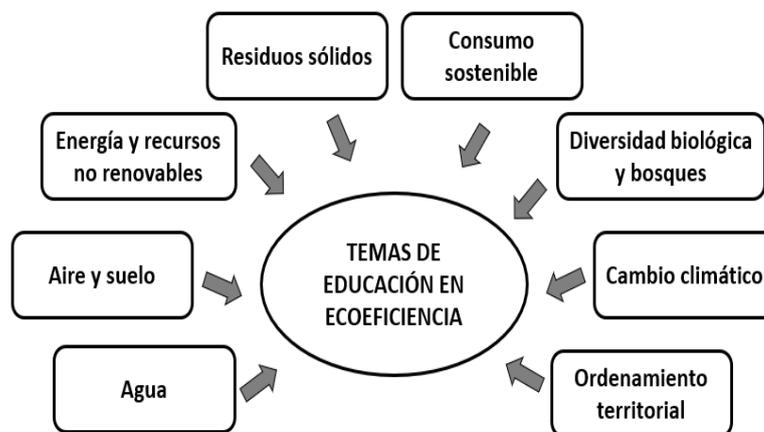 Residuos sólidos
Consumo
sostenible
Energía y recursos
no renovables
Diversidad biológica
y bosques
Aire y suelo
TEMAS DE
EDUCACIÓN EN
ECOEFICIENCIA
Cambio climático
Agua
Ordenamiento
territorial